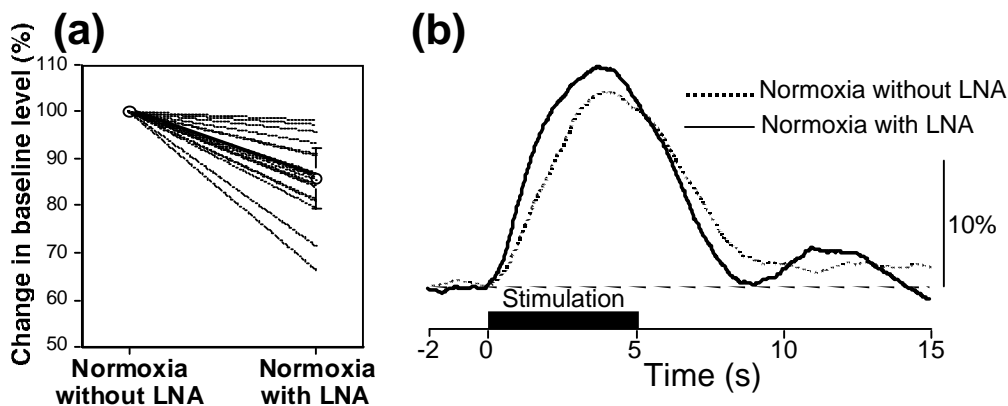 (a)
Change in baseline level (%)
110
100
90
80
70
60
50
Normoxia
without LNA
Normoxia
with LNA
(b)
Normoxia without LNA
Normoxia with LNA
10%
Stimulation
-2
0
5
10
15
Time (s)